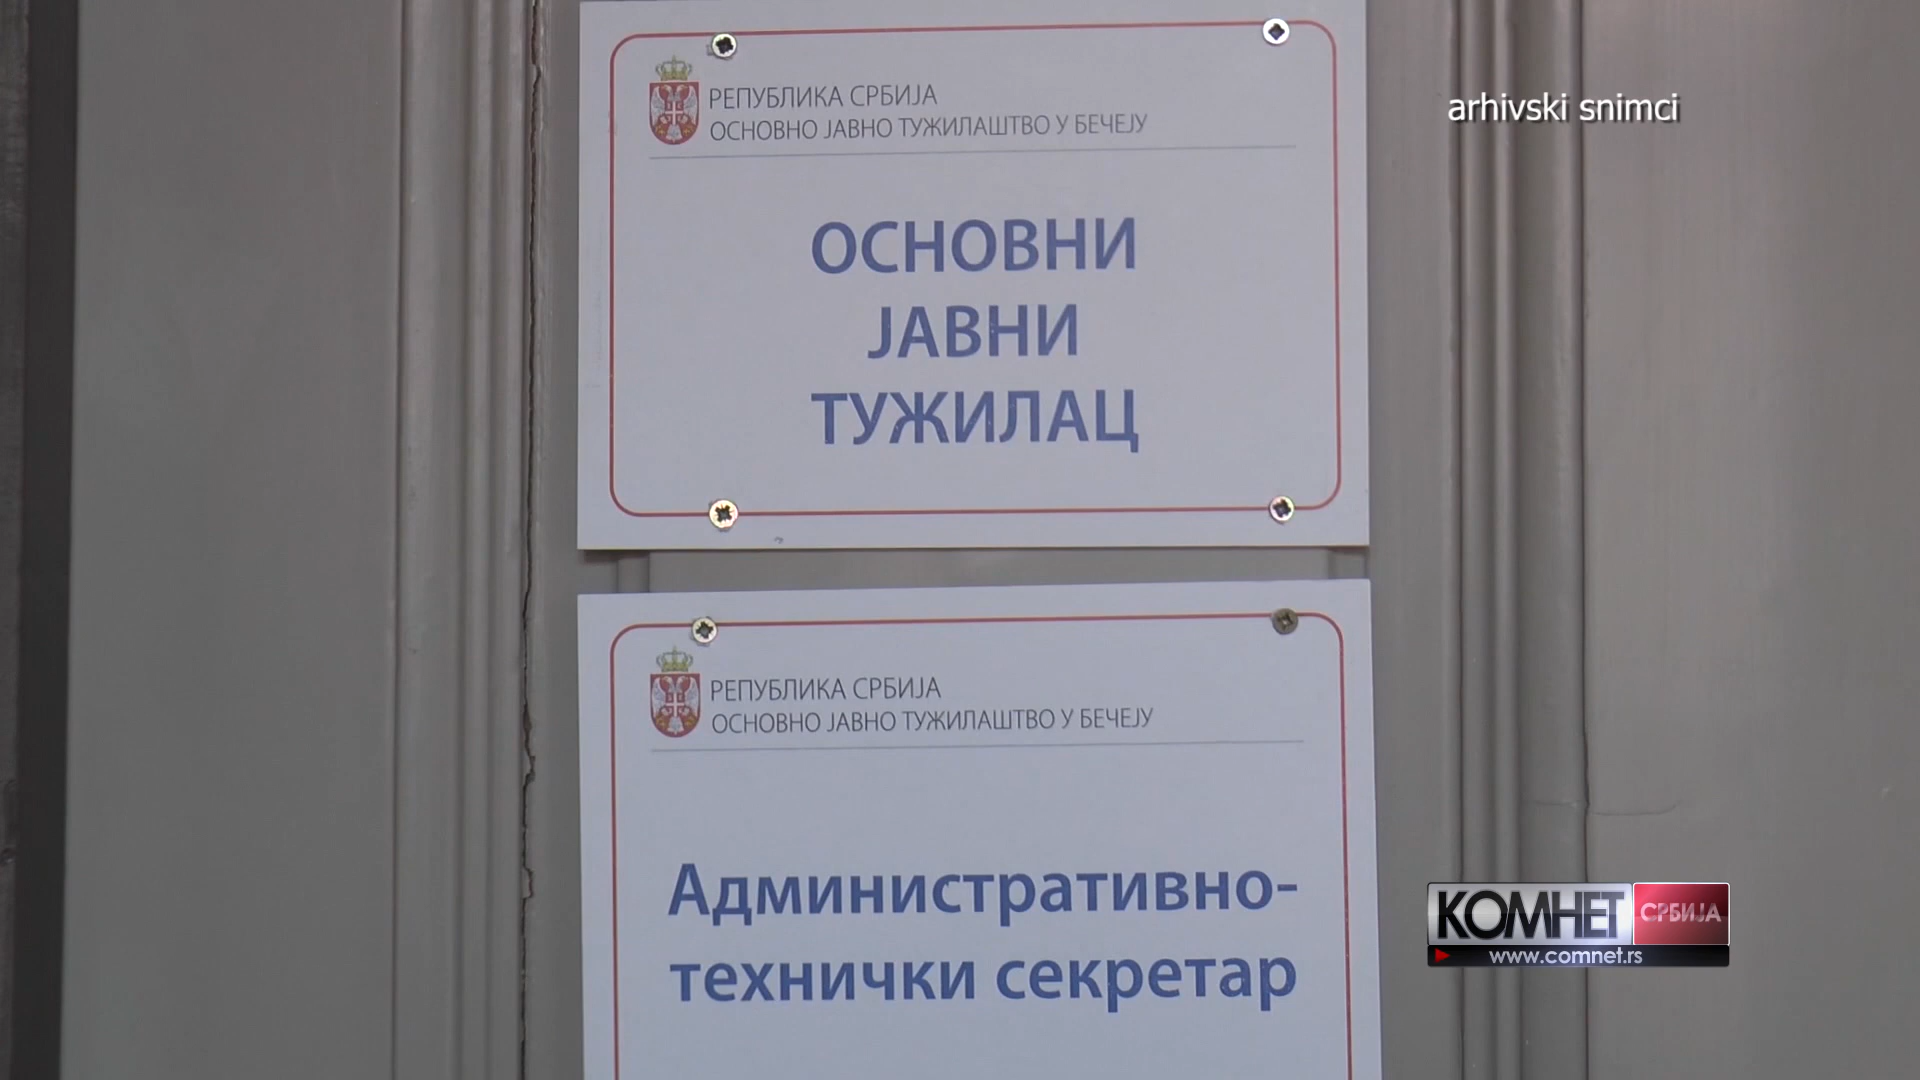 arhivski snimci
РЕПУБЛИКА СРБИЈА
ОСНОВНО ЈАВНО ТУЖИЛАШТВО У БЕЧЕЈУ
ОСНОВНИ
ЈАВНИ
ТУЖИЛАЦ
РЕПУБЛИКА СРБИЈА
ОСНОВНО ЈАВНО ТУЖИЛАШТВО У БЕЧЕЈУ
Административно-
технички секретар
КОМНЕТ СРБИЈА
www.comnet.rs